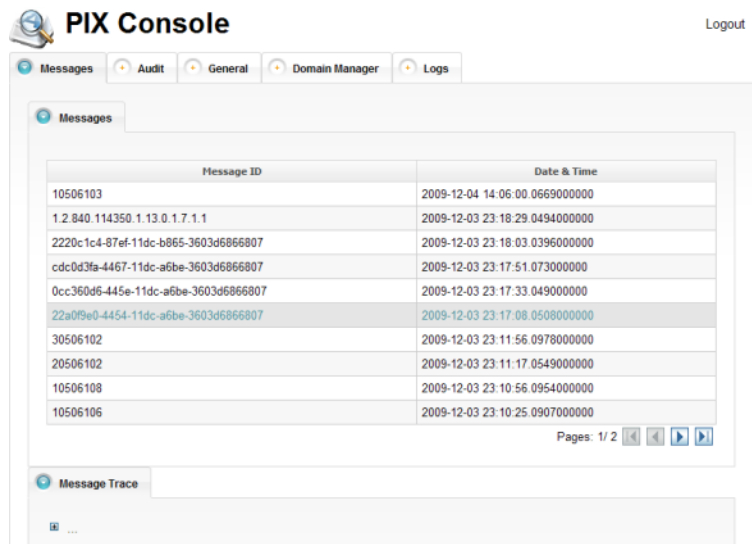 PIX Console
Logout
Messages Audit General Domain Manager Logs
Messages
Message ID Date & Time
10506103 2009-12-04 14:06:00.0669000000
1.2.840.114350.1.13.0.1.7.1.1 2009-12-03 23:18:29.0494000000
2220c1c4-87ef-11dc-b865-3603d6866807 2009-12-03 23:18:03.0396000000
cdc0d3fa-4467-11dc-a6be-3603d6866807 2009-12-03 23:17:51.073000000
0cc360d6-445e-11dc-a6be-3603d6866807 2009-12-03 23:17:33.049000000
22a0f9e0-4454-11dc-a6be-3603d6866807 2009-12-03 23:17:08.0508000000
30506102 2009-12-03 23:11:56.0978000000
20506102 2009-12-03 23:11:17.0549000000
10506108 2009-12-03 23:10:56.0954000000
10506106 2009-12-03 23:10:25.0907000000
Pages: 1/ 2
Message Trace
...